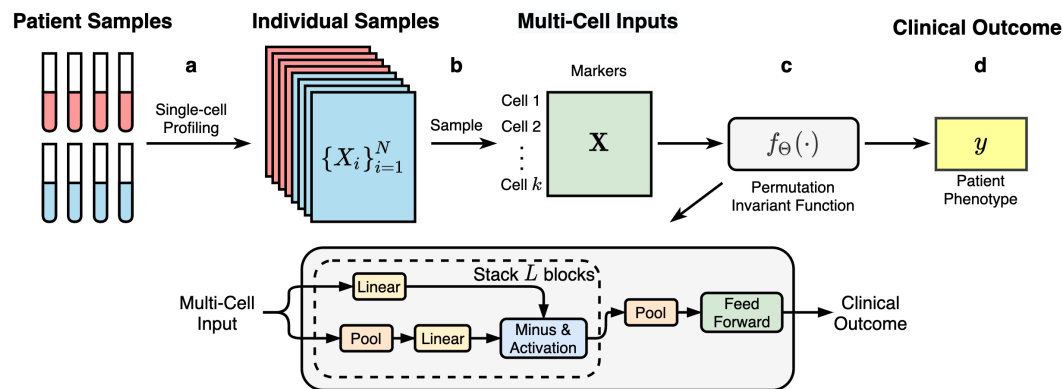 Patient Samples
Individual Samples
Multi-Cell Inputs
Clinical Outcome
a
b
c
d
Single-cell
Profiling
Sample
Markers
Cell 1
Cell 2
Cell k
{X_i}_{i=1}^N
X
f_Θ(·)
y
Permutation
Invariant Function
Patient
Phenotype
Stack L blocks
Multi-Cell
Input
Linear
Pool
Linear
Minus &
Activation
Pool
Feed
Forward
Clinical
Outcome